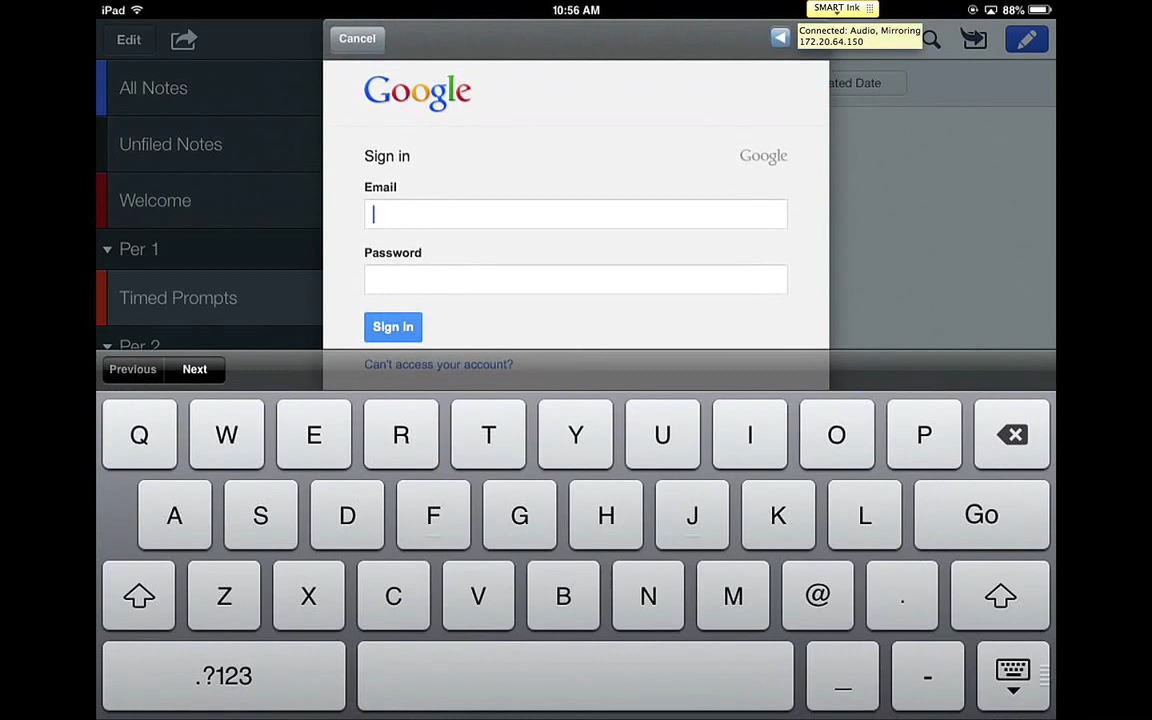 iPad
10:56 AM
SMART Ink
88%
Edit
Cancel
Connected: Audio, Mirroring
172.20.64.150
All Notes
ated Date
Google
Unfiled Notes
Sign in
Google
Email
Welcome
Per 1
Password
Timed Prompts
Sign in
Per 2
Previous
Next
Can't access your account?
Q W E R T Y U I O P
A S D F G H J K L Go
Z X C V B N M @ .
.?123 _ -